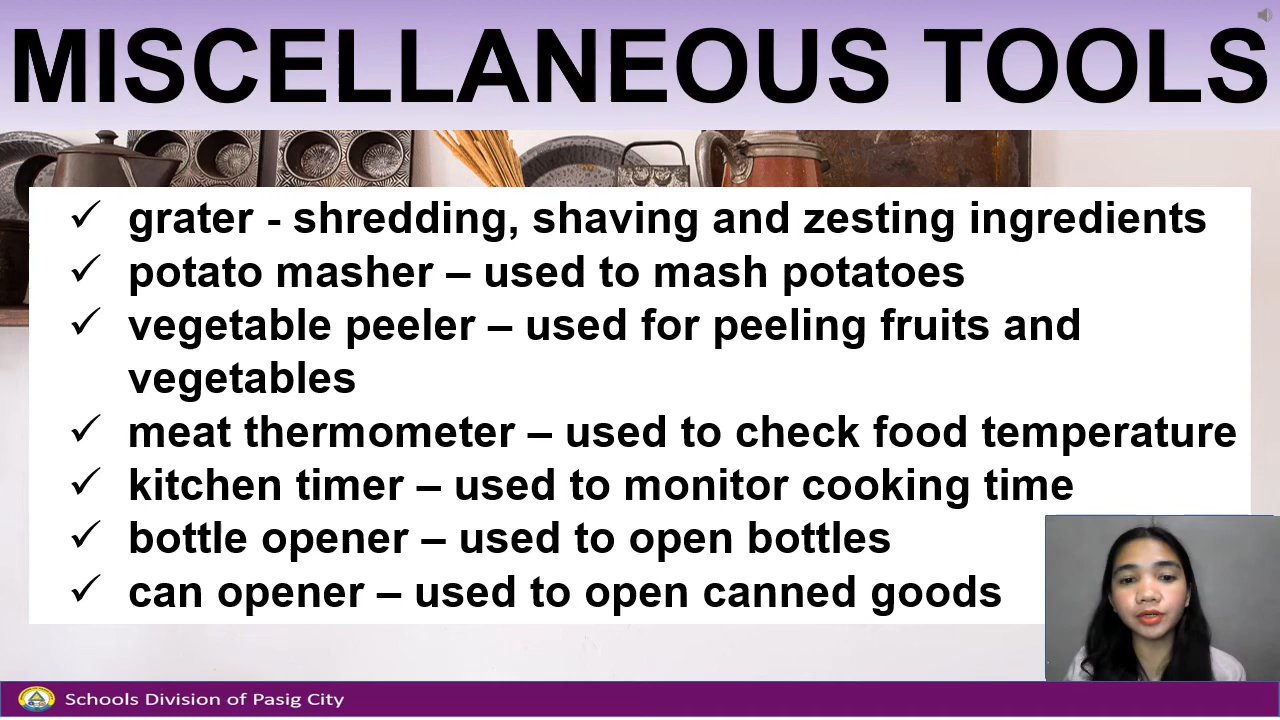 MISCELLANEOUS TOOLS
✓ grater - shredding, shaving and zesting ingredients
✓ potato masher – used to mash potatoes
✓ vegetable peeler – used for peeling fruits and
vegetables
✓ meat thermometer – used to check food temperature
✓ kitchen timer – used to monitor cooking time
✓ bottle opener – used to open bottles
✓ can opener – used to open canned goods
Schools Division of Pasig City